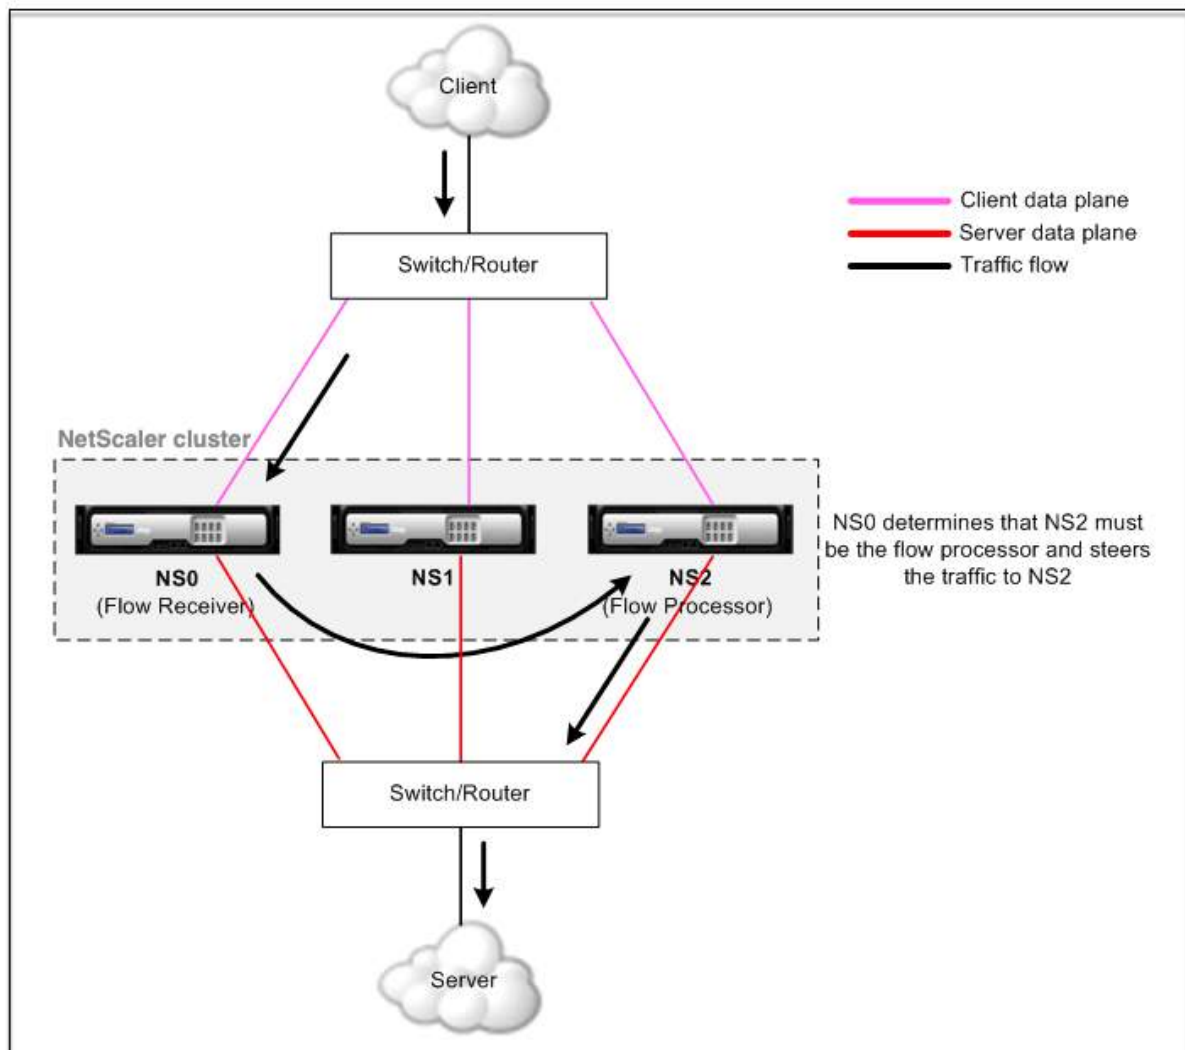 Client
Client data plane
Server data plane
Traffic flow
Switch/Router
NetScaler cluster
NS0
(Flow Receiver)
NS1
NS2
(Flow Processor)
NS0 determines that NS2 must
be the flow processor and steers
the traffic to NS2
Switch/Router
Server